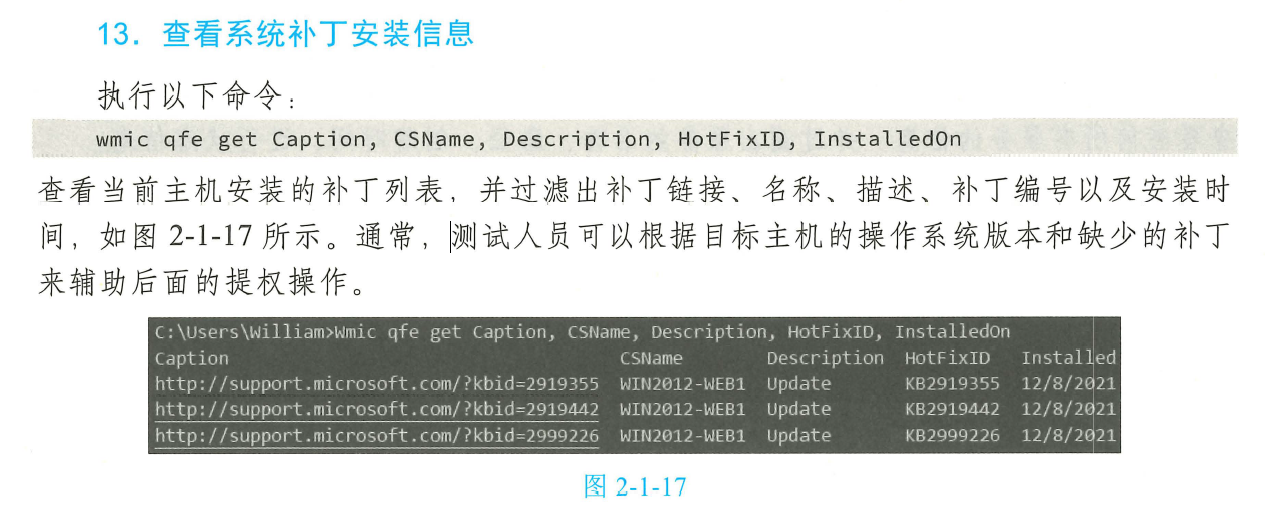 13. 查看系统补丁安装信息
执行以下命令：
wmic qfe get Caption, CSName, Description, HotFixID, InstalledOn
查看当前主机安装的补丁列表，并过滤出补丁链接、名称、描述、补丁编号以及安装时
间，如图 2-1-17 所示。通常，测试人员可以根据目标主机的操作系统版本和缺少的补丁
来辅助后面的提权操作。
C:\Users\William>Wmic qfe get Caption, CSName, Description, HotFixID, InstalledOn
Caption CSName Description HotFixID Installed
http://support.microsoft.com/?kbid=2919355 WIN2012-WEB1 Update KB2919355 12/8/2021
http://support.microsoft.com/?kbid=2919442 WIN2012-WEB1 Update KB2919442 12/8/2021
http://support.microsoft.com/?kbid=2999226 WIN2012-WEB1 Update KB2999226 12/8/2021
图 2-1-17